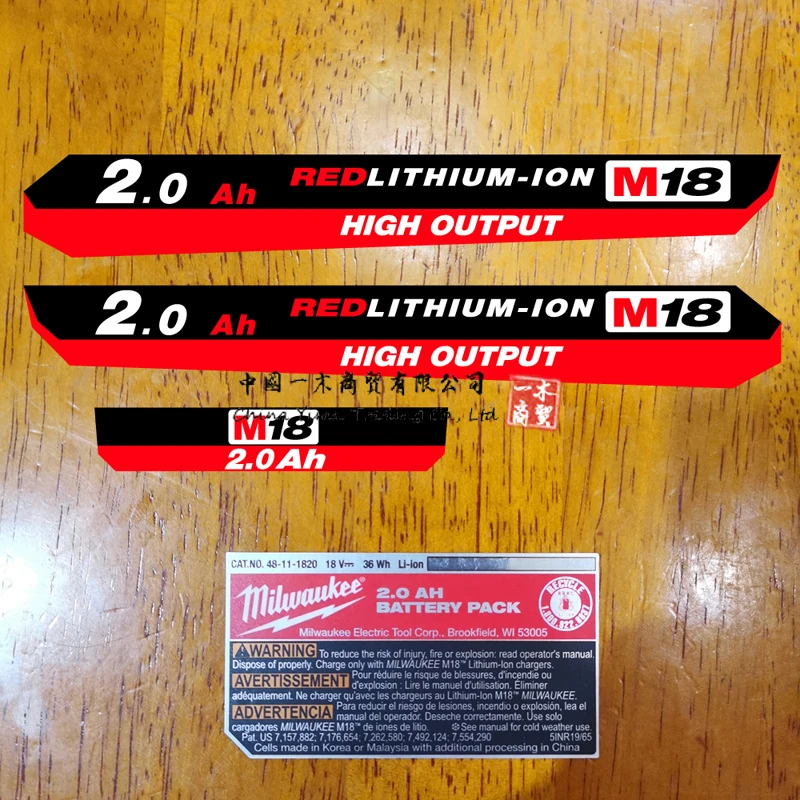 2.0 Ah REDLITHIUM-ION M18
HIGH OUTPUT
2.0 Ah REDLITHIUM-ION M18
HIGH OUTPUT
中國一木商贸有限公司
一木
商贸
M18
2.0 Ah
CAT.NO. 48-11-1820 18 V⎓ 36 Wh Li-ion
Milwaukee
2.0 AH
BATTERY PACK
RECYCLE
1.800.822.8837
Milwaukee Electric Tool Corp., Brookfield, WI 53005
⚠WARNING To reduce the risk of injury, fire or explosion: read operator's manual.
Dispose of properly. Charge only with MILWAUKEE M18™ Lithium-Ion chargers.
AVERTISSEMENT Pour réduire le risque de blessures, d'incendie ou
d'explosion : Lire le manuel d'utilisation. Eliminer
adéquatement. Ne charger qu'avec les chargeurs au Lithium-Ion M18™ MILWAUKEE.
ADVERTENCIA Para reducir el riesgo de lesiones, incendio o explosión, lea el
manual del operador. Deseche correctamente. Use solo
cargadores MILWAUKEE M18™ de iones de litio. ❄See manual for cold weather use.
Pat. US 7,157,882; 7,176,654; 7,262,580; 7,492,124; 7,554,290 5INR19/65
Cells made in Korea or Malaysia with additional processing in China